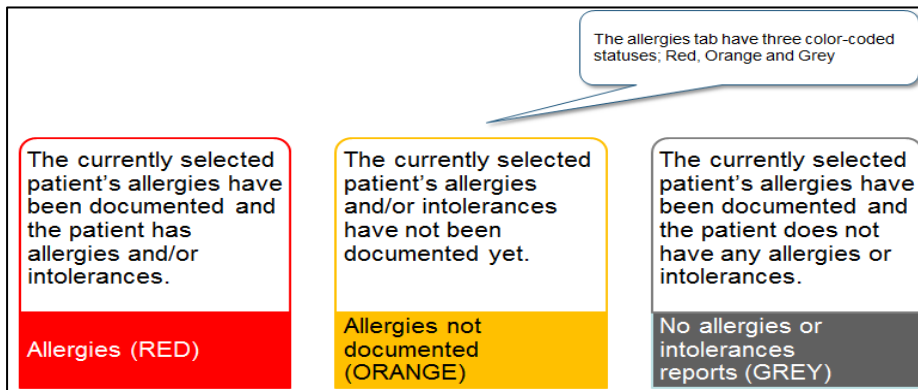 The allergies tab have three color-coded
statuses; Red, Orange and Grey
The currently selected
patient's allergies have
been documented and
the patient has
allergies and/or
intolerances.
Allergies (RED)
The currently selected
patient's allergies
and/or intolerances
have not been
documented yet.
Allergies not
documented
(ORANGE)
The currently selected
patient's allergies have
been documented and
the patient does not
have any allergies or
intolerances.
No allergies or
intolerances
reports (GREY)